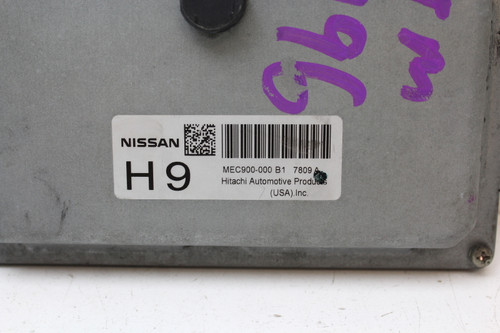 NISSAN
H9
MEC900-000 B1 7809
Hitachi Automotive Products
(USA).Inc.